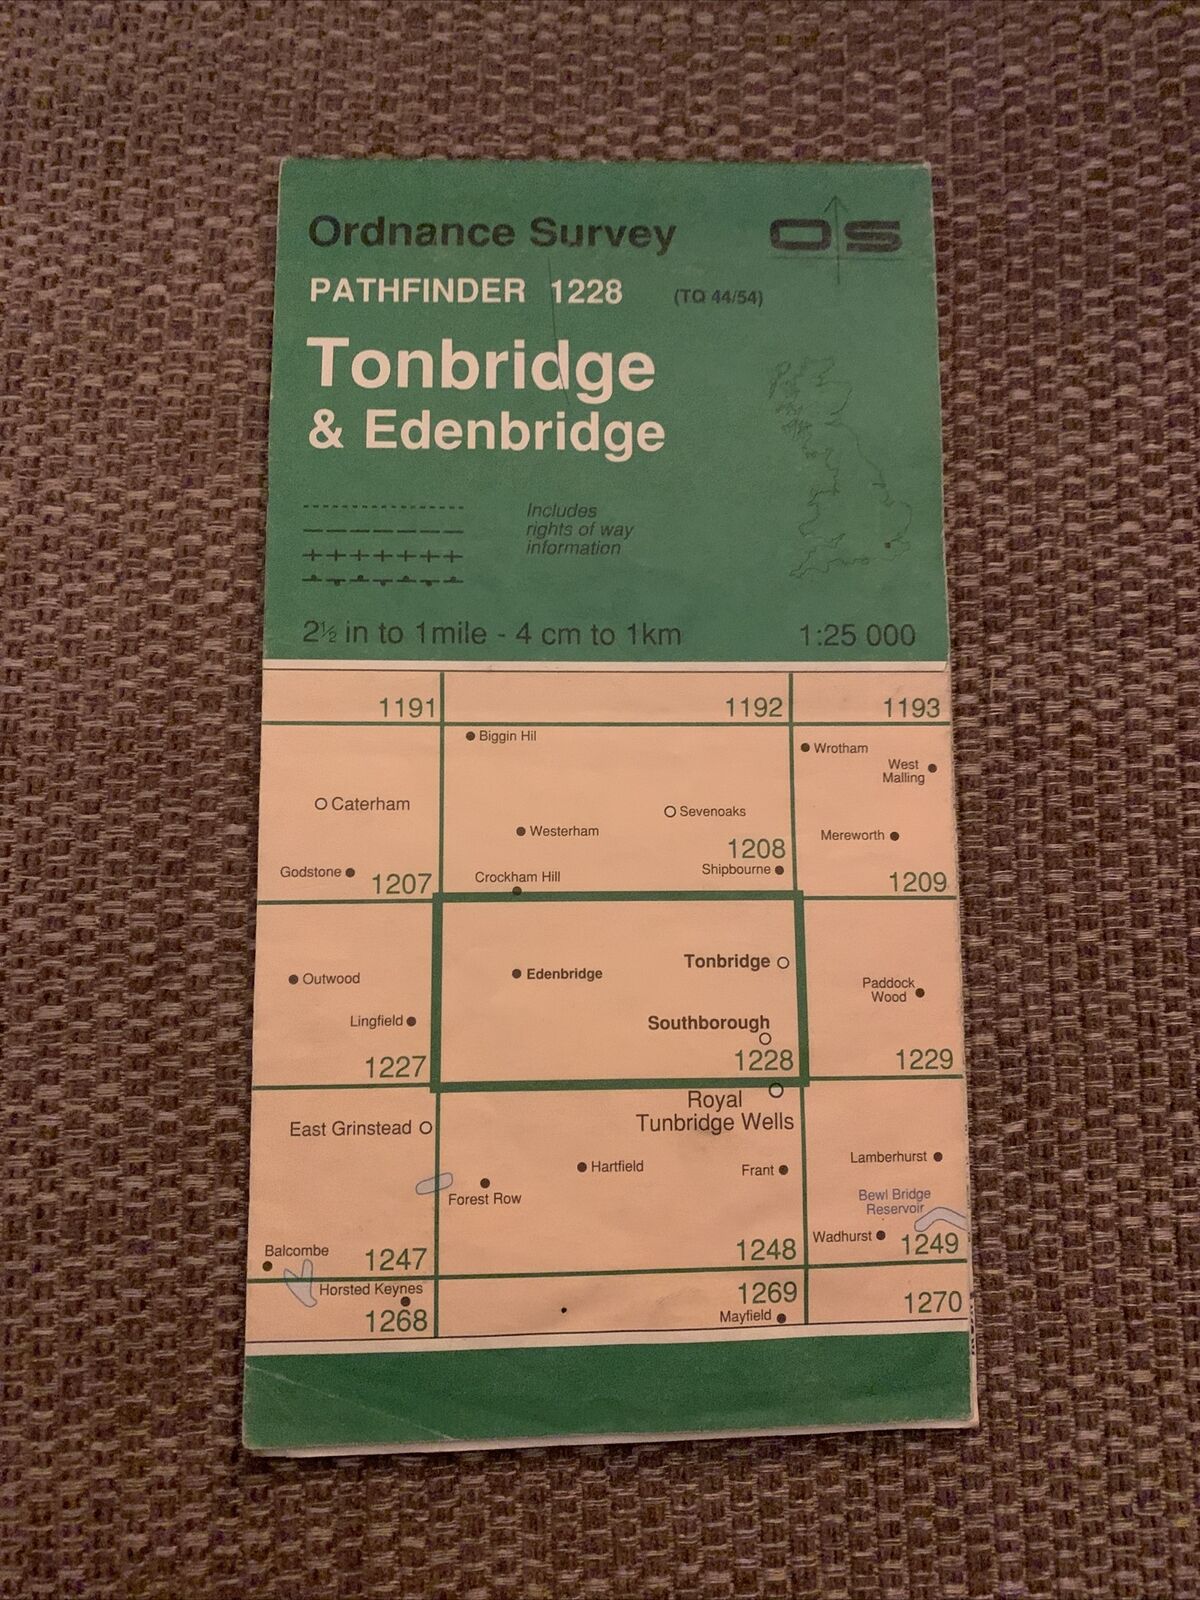 Ordnance Survey OS
PATHFINDER 1228 (TQ 44/54)
Tonbridge
& Edenbridge
Includes
rights of way
information
2½ in to 1mile - 4 cm to 1km 1:25 000
1191 1192 1193
Biggin Hil
Wrotham
West
Malling
Caterham
Sevenoaks
Westerham
Mereworth
1208
Shipbourne
Godstone
1207
Crockham Hill
1209
Tonbridge
Edenbridge
Outwood
Paddock
Wood
Lingfield
Southborough
1227 1228 1229
Royal
Tunbridge Wells
East Grinstead
Lamberhurst
Hartfield
Frant
Forest Row
Bewl Bridge
Reservoir
Wadhurst
Balcombe
1247 1248 1249
Horsted Keynes
1268
1269
Mayfield
1270